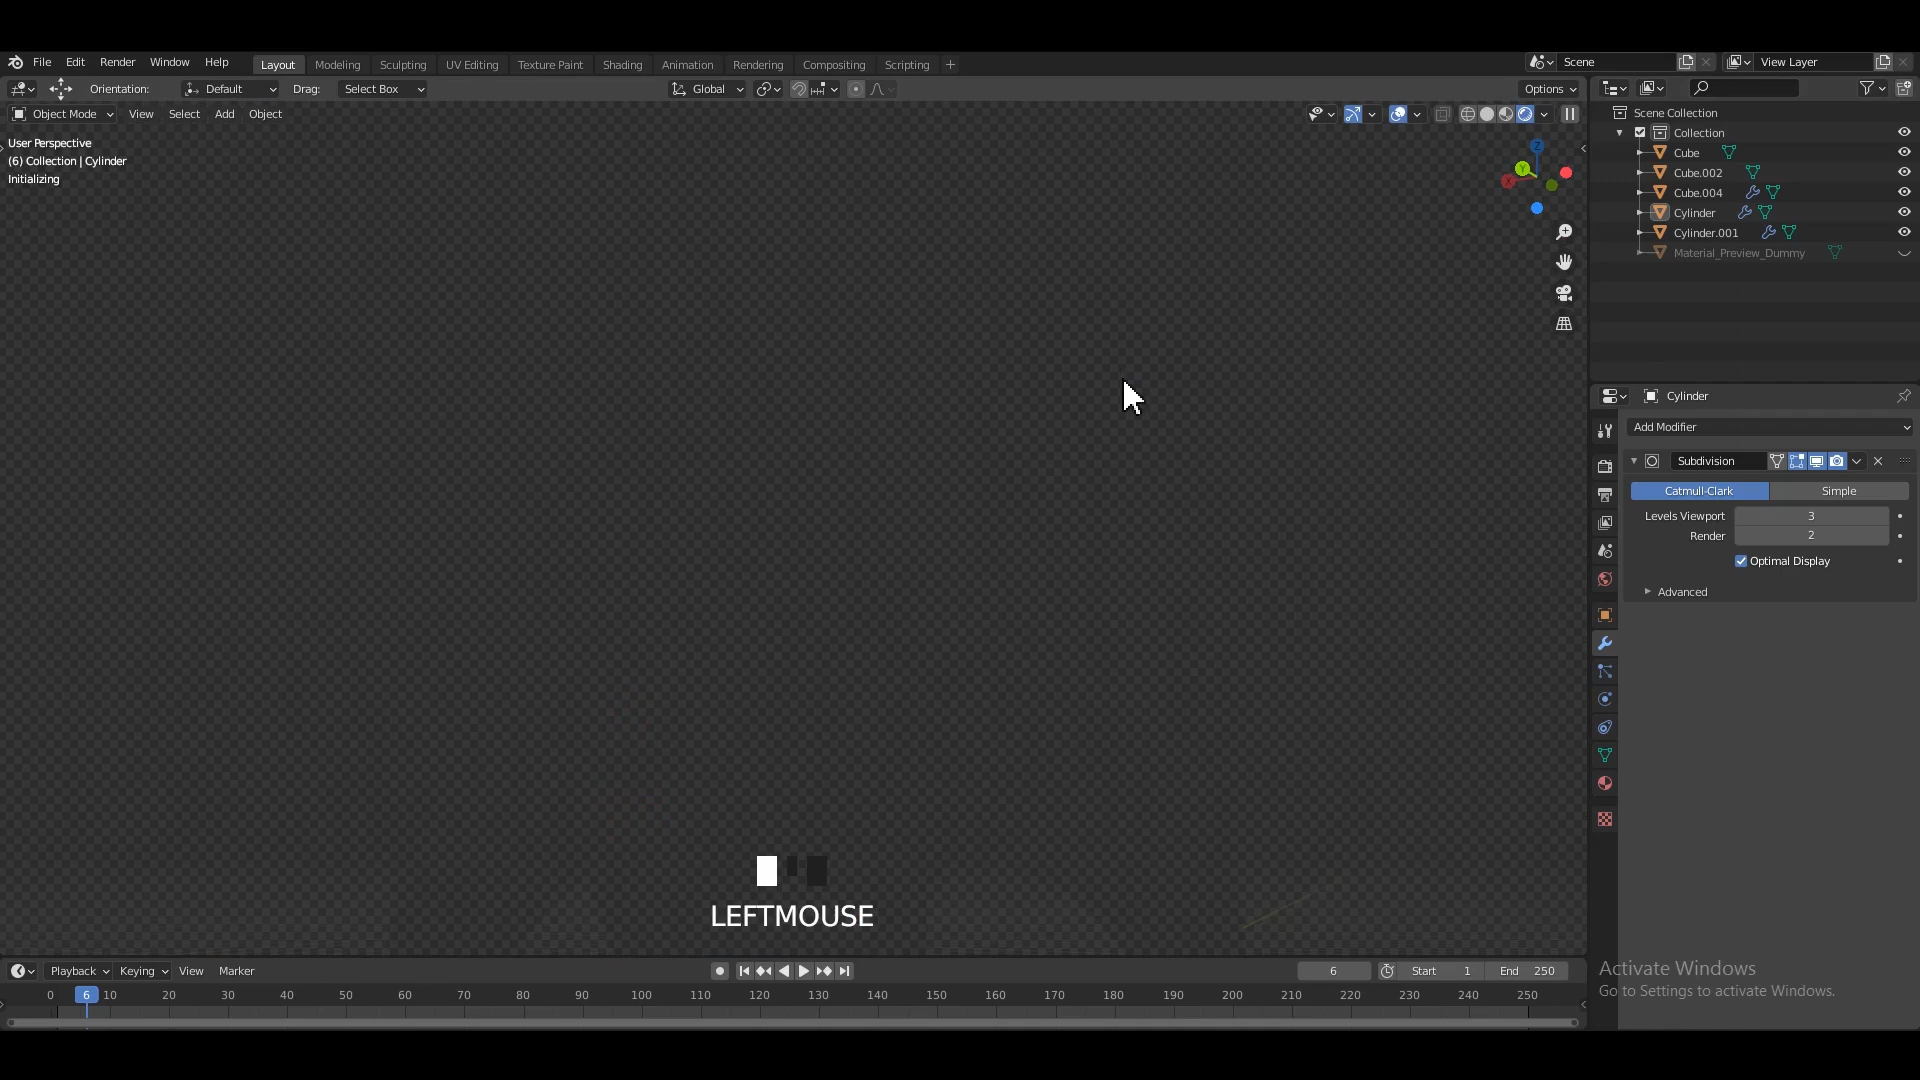 File Edit Render Window Help Layout Modeling Sculpting UV Editing Texture Paint Shading Animation Rendering Compositing Scripting + Scene View Layer
Orientation: Default Drag: Select Box Global Options
Object Mode View Select Add Object
User Perspective
(6) Collection | Cylinder
Initializing
Z
Y
X
Scene Collection
Collection
Cube
Cube.002
Cube.004
Cylinder
Cylinder.001
Material_Preview_Dummy
Cylinder
Add Modifier
Subdivision
Catmull-Clark Simple
Levels Viewport 3
Render 2
Optimal Display
Advanced
LEFTMOUSE
Playback Keying View Marker 6 Start 1 End 250
0 6 10 20 30 40 50 60 70 80 90 100 110 120 130 140 150 160 170 180 190 200 210 220 230 240 250
Activate Windows
Go to Settings to activate Windows.